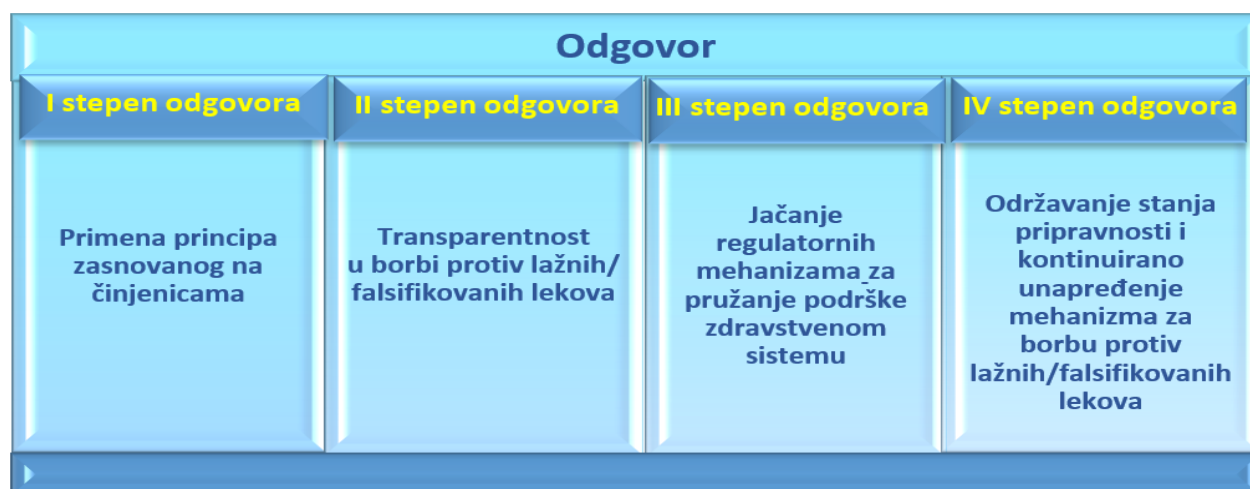 Odgovor
I stepen odgovora
II stepen odgovora
III stepen odgovora
IV stepen odgovora
Primena principa
zasnovanog na
činjenicama
Transparentnost
u borbi protiv lažnih/
falsifikovanih lekova
Jačanje
regulatornih
mehanizama za
pružanje podrške
zdravstvenom
sistemu
Održavanje stanja
pripravnosti i
kontinuirano
unapređenje
mehanizma za
borbu protiv
lažnih/falsifikovanih
lekova